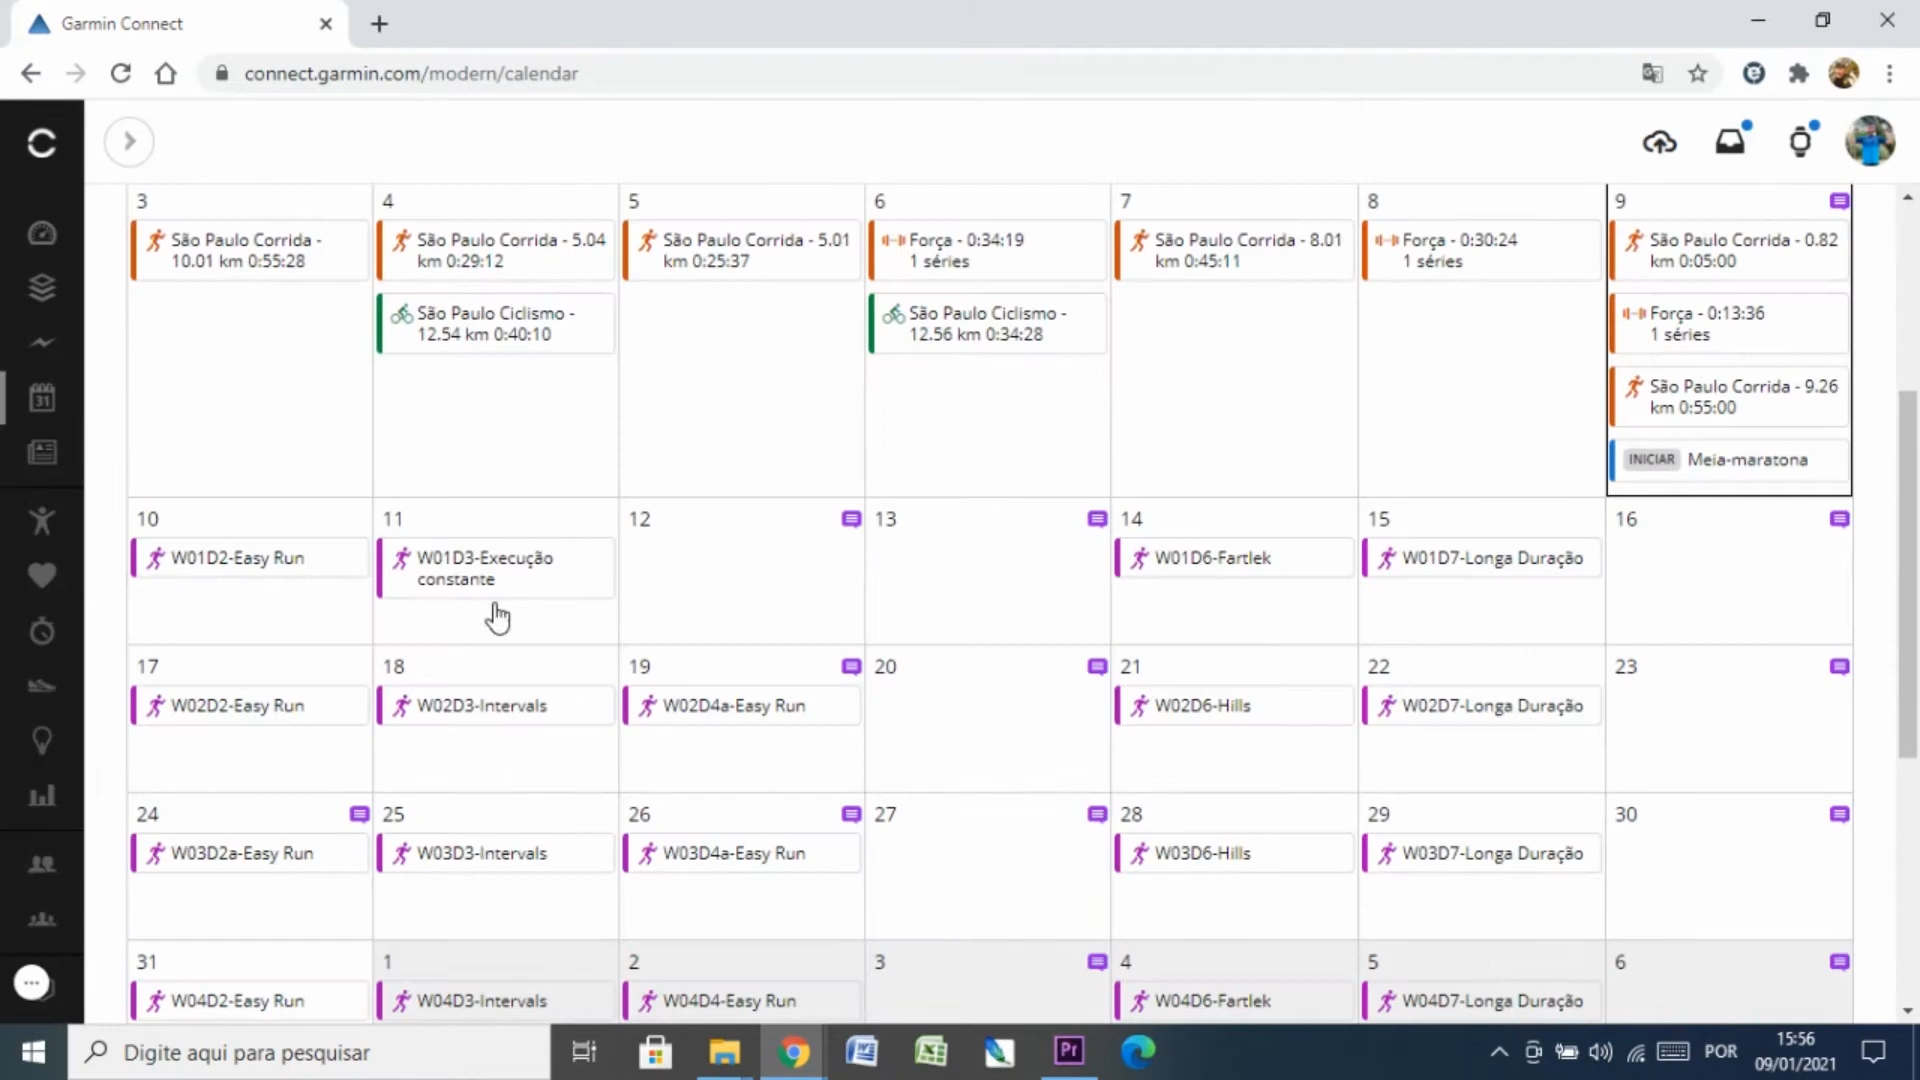 Garmin Connect
connect.garmin.com/modern/calendar
3
4
5
6
7
8
9
São Paulo Corrida -
10.01 km 0:55:28
São Paulo Corrida - 5.04
km 0:29:12
São Paulo Corrida - 5.01
km 0:25:37
Força - 0:34:19
1 séries
São Paulo Corrida - 8.01
km 0:45:11
Força - 0:30:24
1 séries
São Paulo Corrida - 0.82
km 0:05:00
São Paulo Ciclismo -
12.54 km 0:40:10
São Paulo Ciclismo -
12.56 km 0:34:28
Força - 0:13:36
1 séries
São Paulo Corrida - 9.26
km 0:55:00
INICIAR Meia-maratona
31
10
11
12
13
14
15
16
W01D2-Easy Run
W01D3-Execução
constante
W01D6-Fartlek
W01D7-Longa Duração
17
18
19
20
21
22
23
W02D2-Easy Run
W02D3-Intervals
W02D4a-Easy Run
W02D6-Hills
W02D7-Longa Duração
24
25
26
27
28
29
30
W03D2a-Easy Run
W03D3-Intervals
W03D4a-Easy Run
W03D6-Hills
W03D7-Longa Duração
31
1
2
3
4
5
6
W04D2-Easy Run
W04D3-Intervals
W04D4-Easy Run
W04D6-Fartlek
W04D7-Longa Duração
Digite aqui para pesquisar
Pr
POR
15:56
09/01/2021